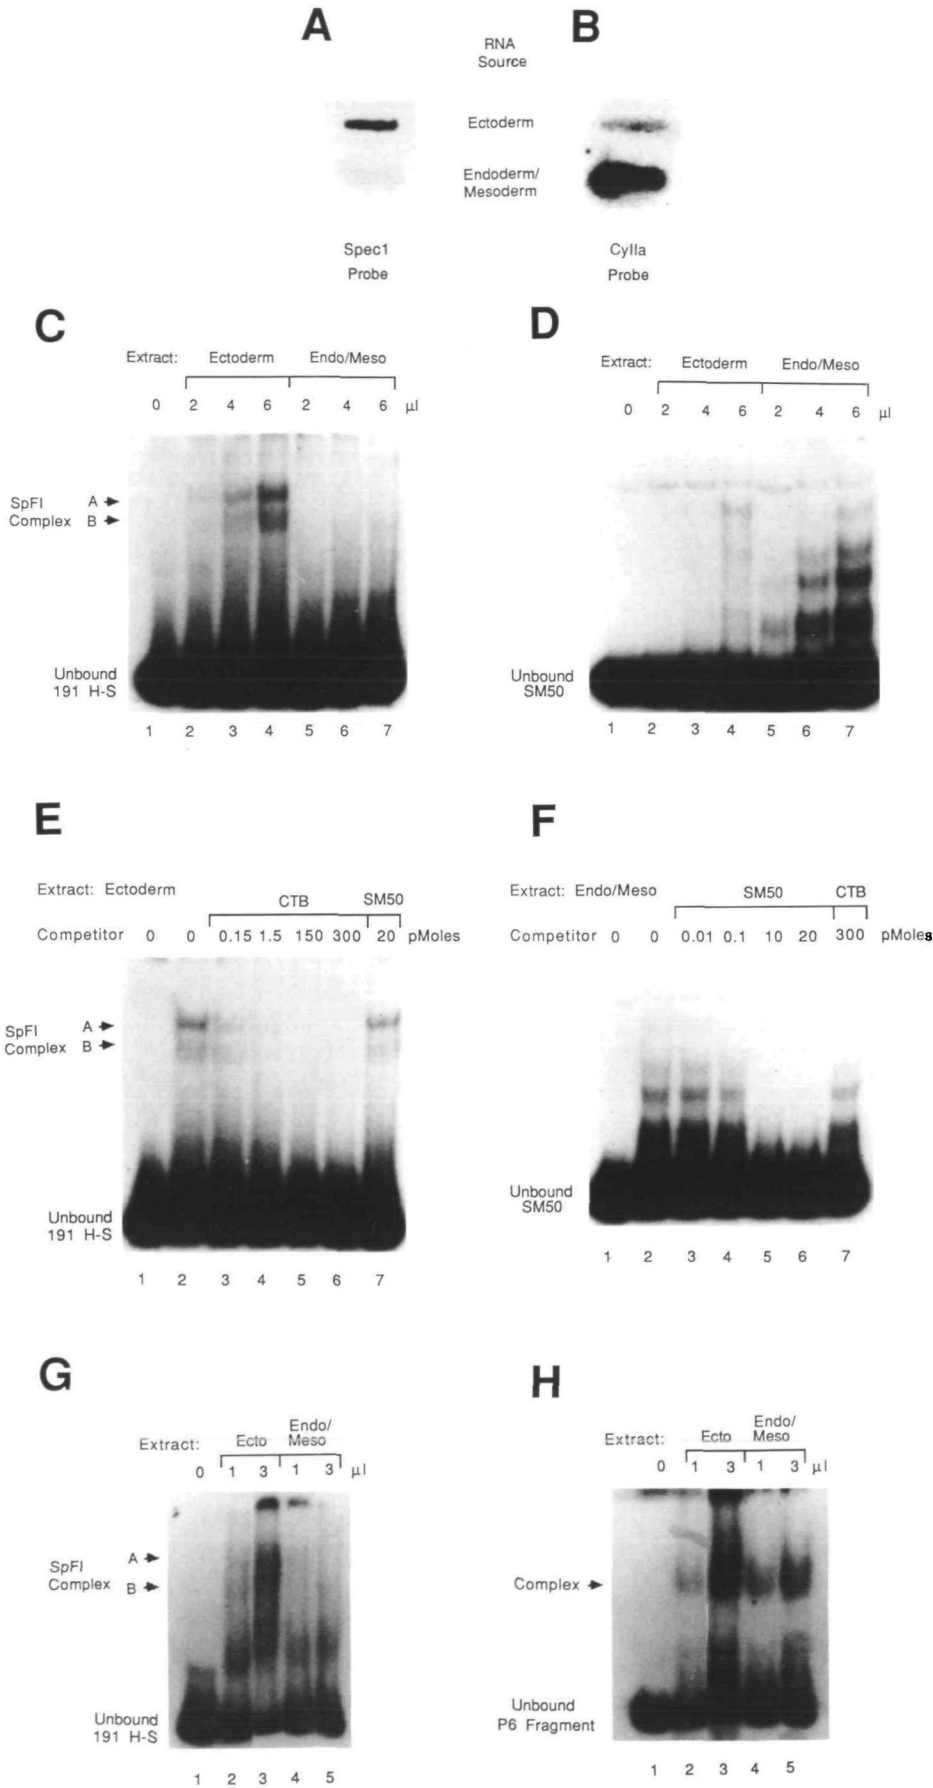 A
B
RNA
Source
Ectoderm
Endoderm/
Mesoderm
Spec1
Probe
CyIIa
Probe
C
Extract: Ectoderm Endo/Meso
0 2 4 6 2 4 6 µl
SpFI
Complex
A
B
Unbound
191 H-S
1 2 3 4 5 6 7
D
Extract: Ectoderm Endo/Meso
0 2 4 6 2 4 6 µl
Unbound
SM50
1 2 3 4 5 6 7
E
Extract: Ectoderm
CTB SM50
Competitor 0 0 0.15 1.5 150 300 20 pMoles
SpFI
Complex
A
B
Unbound
191 H-S
1 2 3 4 5 6 7
F
Extract: Endo/Meso
SM50 CTB
Competitor 0 0 0.01 0.1 10 20 300 pMoles
Unbound
SM50
1 2 3 4 5 6 7
G
Extract: Ecto Endo/
Meso
0 1 3 1 3 µl
SpFI
Complex
A
B
Unbound
191 H-S
1 2 3 4 5
H
Extract: Ecto Endo/
Meso
0 1 3 1 3 µl
Complex
Unbound
P6 Fragment
1 2 3 4 5